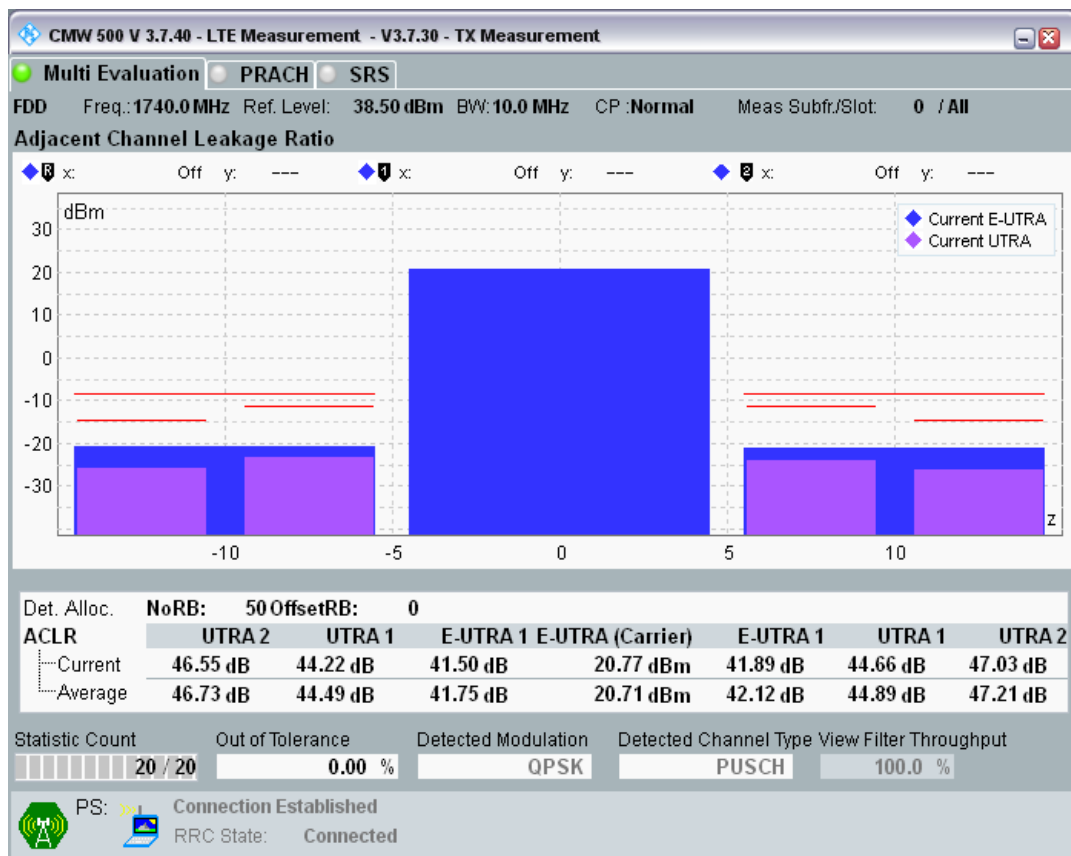 CMW 500 V 3.7.40 - LTE Measurement - V3.7.30 - TX Measurement
Multi Evaluation PRACH SRS
FDD Freq.:1740.0 MHz Ref. Level: 38.50 dBm BW:10.0 MHz CP :Normal Meas Subfr./Slot: 0 / All
Adjacent Channel Leakage Ratio
R x: Off y: --- 1 x: Off y: --- 2 x: Off y: ---
dBm
Current E-UTRA
Current UTRA
30
20
10
0
-10
-20
-30
z
-10 -5 0 5 10
Det. Alloc. NoRB: 50 OffsetRB: 0
ACLR UTRA 2 UTRA 1 E-UTRA 1 E-UTRA (Carrier) E-UTRA 1 UTRA 1 UTRA 2
Current 46.55 dB 44.22 dB 41.50 dB 20.77 dBm 41.89 dB 44.66 dB 47.03 dB
Average 46.73 dB 44.49 dB 41.75 dB 20.71 dBm 42.12 dB 44.89 dB 47.21 dB
Statistic Count Out of Tolerance Detected Modulation Detected Channel Type View Filter Throughput
20 / 20 0.00 % QPSK PUSCH 100.0 %
PS: Connection Established
RRC State: Connected